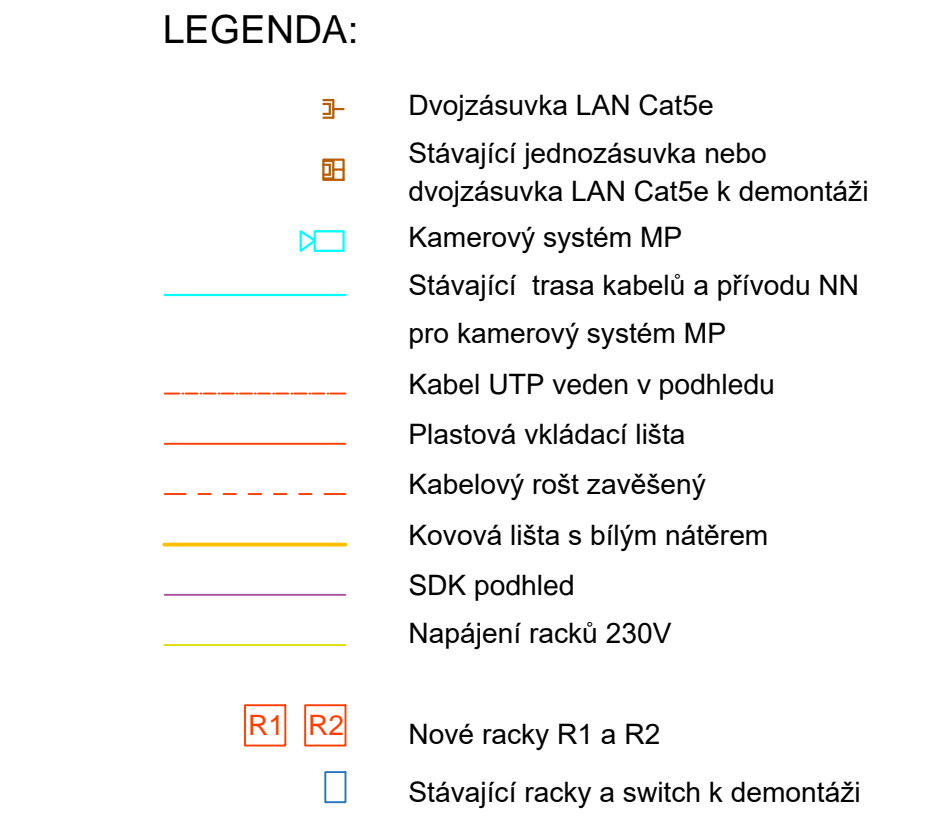 LEGENDA:
Dvojzásuvka LAN Cat5e
Stávající jednozásuvka nebo
dvojzásuvka LAN Cat5e k demontáži
Kamerový systém MP
Stávající  trasa kabelů a přívodu NN
pro kamerový systém MP
Kabel UTP veden v podhledu
Plastová vkládací lišta
Kabelový rošt zavěšený
Kovová lišta s bílým nátěrem
SDK podhled
Napájení racků 230V
R1 R2 Nové racky R1 a R2
Stávající racky a switch k demontáži